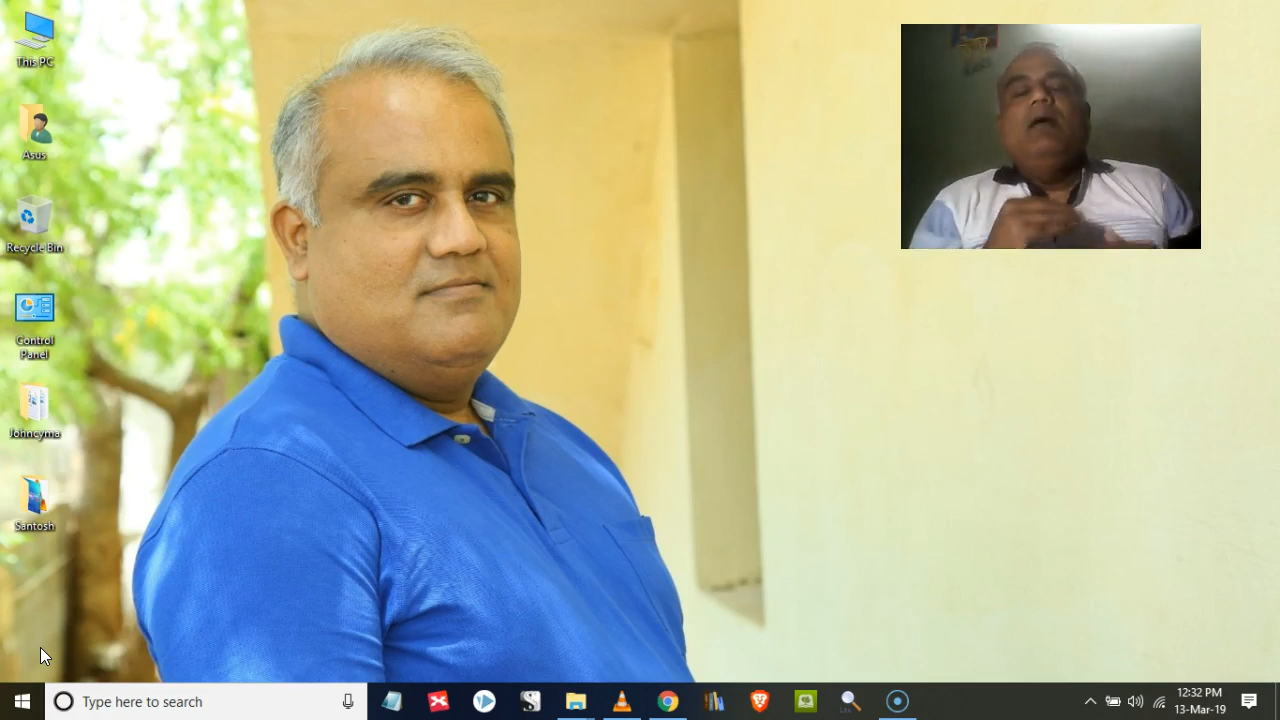 This PC
Asus
Recycle Bin
Control
Panel
Johncyma
Santosh
Type here to search
12:32 PM
13-Mar-19